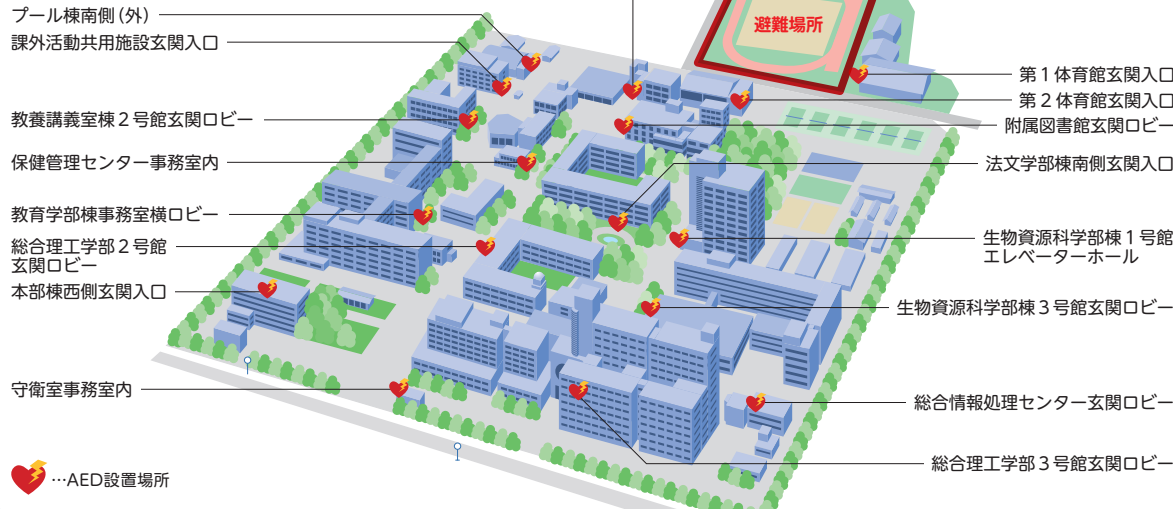 プール棟南側(外)
課外活動共用施設玄関入口
教養講義室棟2号館玄関ロビー
保健管理センター事務室内
教育学部棟事務室横ロビー
総合理工学部2号館
玄関ロビー
本部棟西側玄関入口
守衛室事務室内
…AED設置場所
避難場所
第1体育館玄関入口
第2体育館玄関入口
附属図書館玄関ロビー
法文学部棟南側玄関入口
生物資源科学部棟1号館
エレベーターホール
生物資源科学部棟3号館玄関ロビー
総合情報処理センター玄関ロビー
総合理工学部3号館玄関ロビー